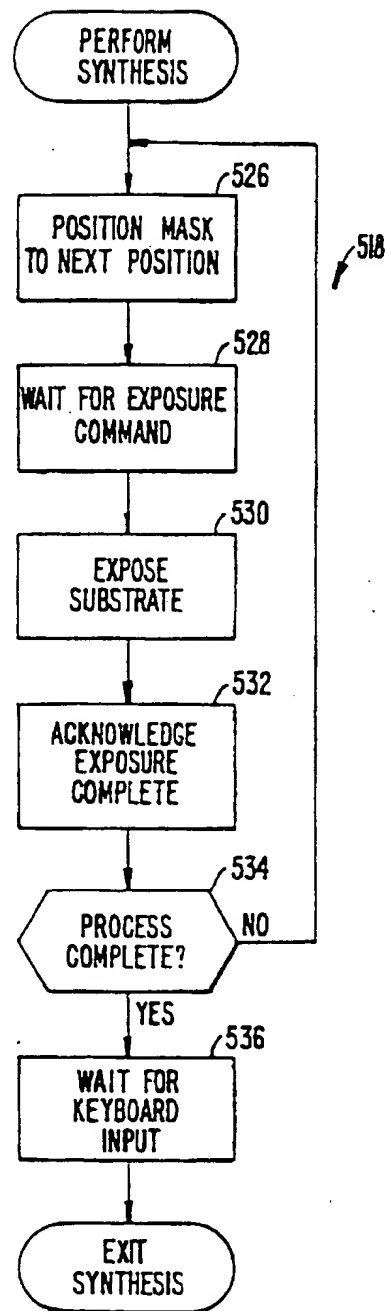 PERFORM
SYNTHESIS
526
POSITION MASK
TO NEXT POSITION
518
528
WAIT FOR EXPOSURE
COMMAND
530
EXPOSE
SUBSTRATE
532
ACKNOWLEDGE
EXPOSURE
COMPLETE
534
PROCESS
COMPLETE?
NO
YES
536
WAIT FOR
KEYBOARD
INPUT
EXIT
SYNTHESIS